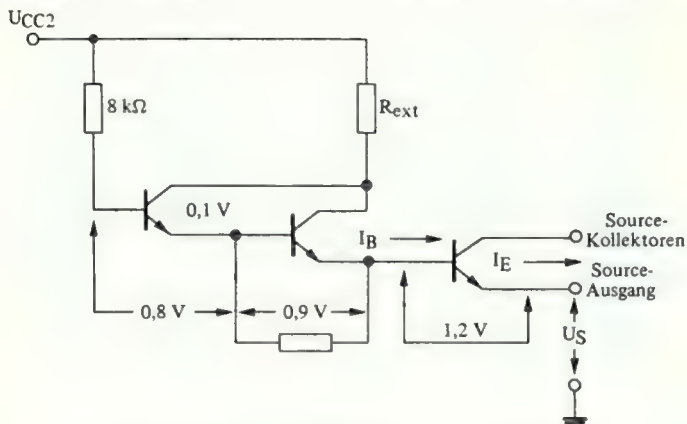 UCC2
8 kΩ
Rext
0,1 V
IB
Source-
Kollektoren
IE
Source-
Ausgang
0,8 V
0,9 V
1,2 V
US